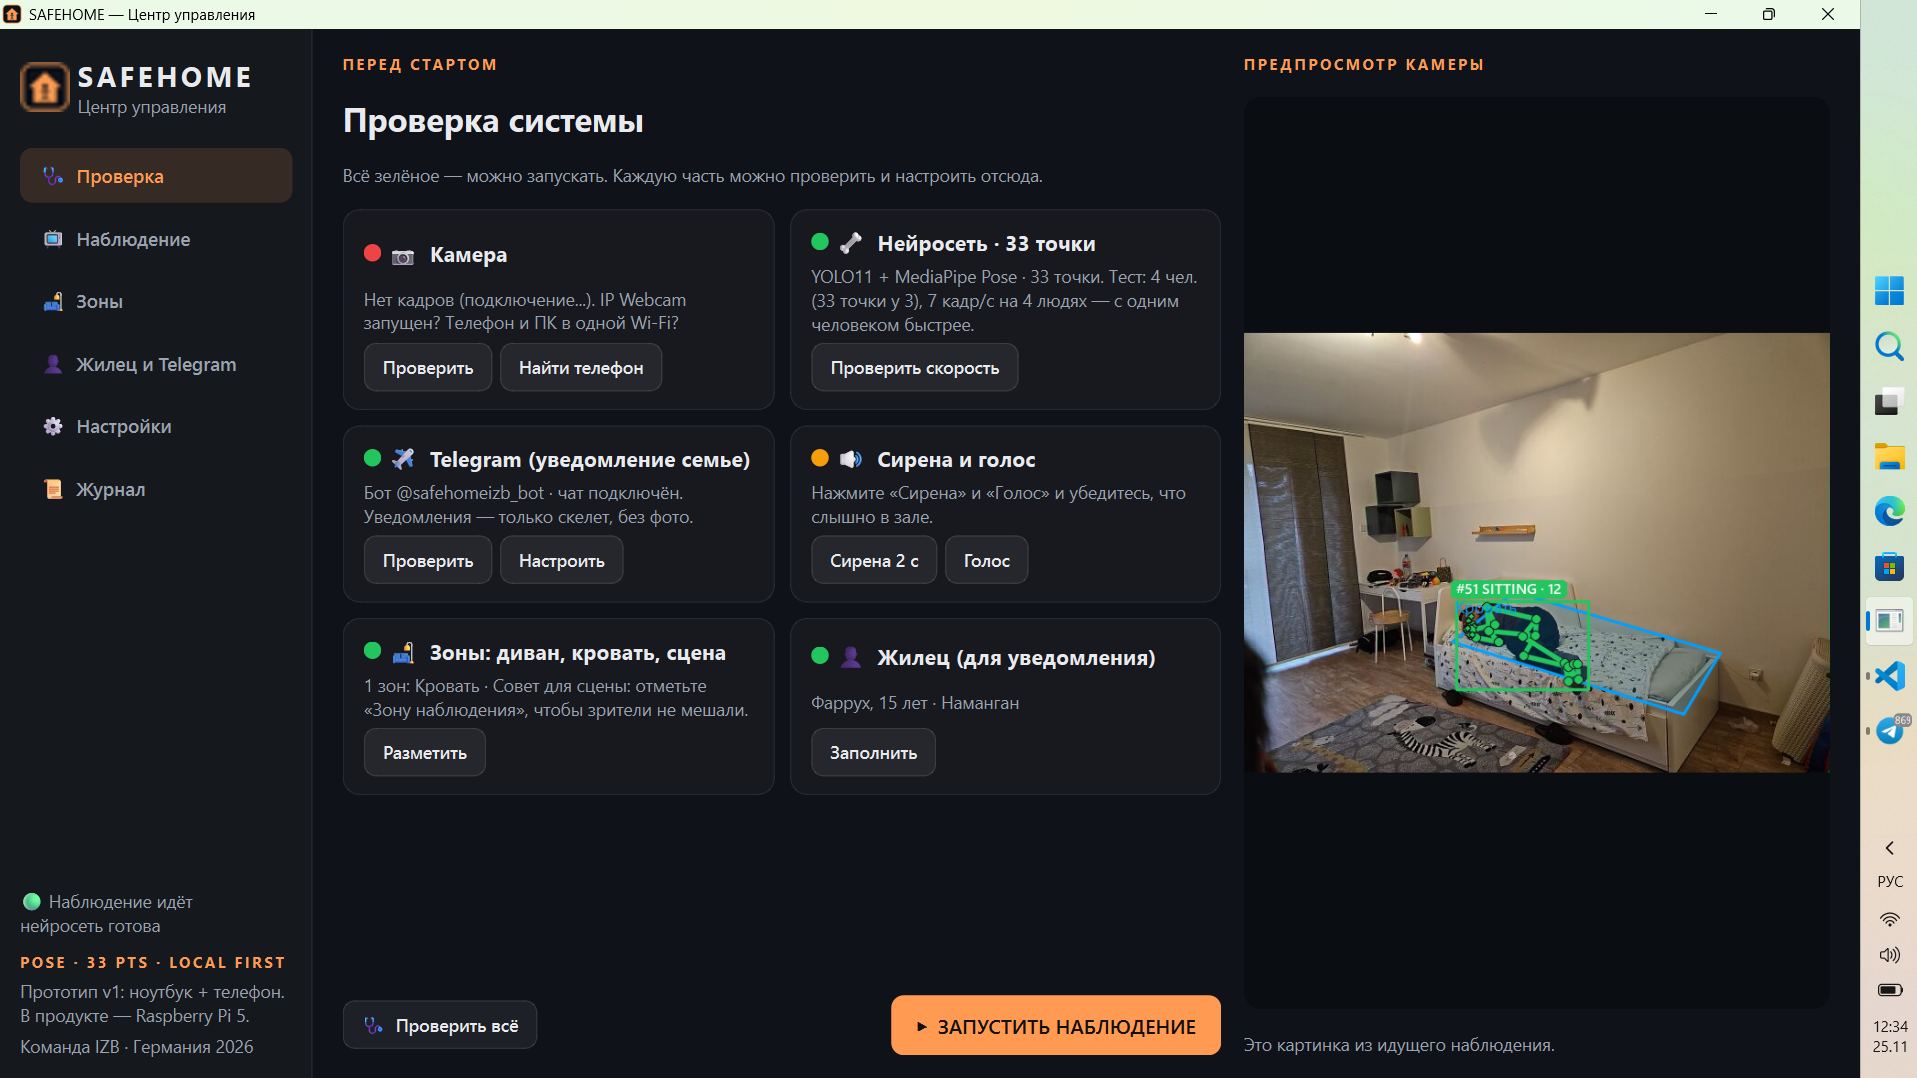 SAFEHOME — Центр управления
SAFEHOME
Центр управления
Проверка
Наблюдение
Зоны
Жилец и Telegram
Настройки
Журнал
Наблюдение идёт
нейросеть готова
POSE · 33 PTS · LOCAL FIRST
Прототип v1: ноутбук + телефон.
В продукте — Raspberry Pi 5.
Команда IZB · Германия 2026
ПЕРЕД СТАРТОМ
Проверка системы
Всё зелёное — можно запускать. Каждую часть можно проверить и настроить отсюда.
Камера
Нет кадров (подключение...). IP Webcam
запущен? Телефон и ПК в одной Wi-Fi?
Проверить
Найти телефон
Нейросеть · 33 точки
YOLO11 + MediaPipe Pose · 33 точки. Тест: 4 чел.
(33 точки у 3), 7 кадр/с на 4 людях — с одним
человеком быстрее.
Проверить скорость
Telegram (уведомление семье)
Бот @safehomeizb_bot · чат подключён.
Уведомления — только скелет, без фото.
Проверить
Настроить
Сирена и голос
Нажмите «Сирена» и «Голос» и убедитесь, что
слышно в зале.
Сирена 2 с
Голос
Зоны: диван, кровать, сцена
1 зон: Кровать · Совет для сцены: отметьте
«Зону наблюдения», чтобы зрители не мешали.
Разметить
Жилец (для уведомления)
Фаррух, 15 лет · Наманган
Заполнить
Проверить всё
ЗАПУСТИТЬ НАБЛЮДЕНИЕ
ПРЕДПРОСМОТР КАМЕРЫ
#51 SITTING · 12
Это картинка из идущего наблюдения.
869
РУС
12:34
25.11